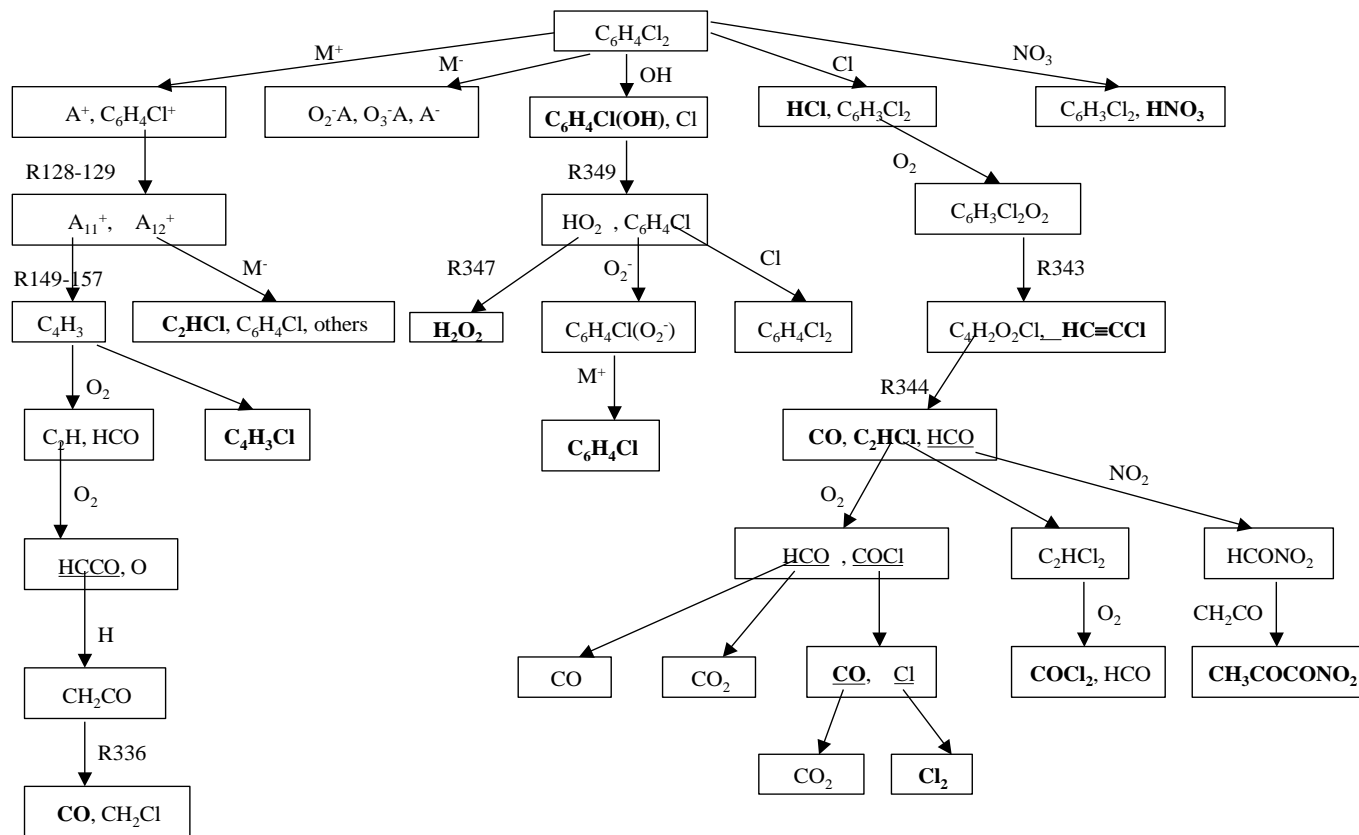 C₆H₄Cl₂
M⁺
M⁻
OH
Cl
NO₃
A⁺, C₆H₄Cl⁺
O₂⁻A, O₃⁻A, A⁻
C₆H₄Cl(OH), Cl
HCl, C₆H₃Cl₂
C₆H₃Cl₂, HNO₃
R128-129
R349
O₂
A₁₁⁺, A₁₂⁺
HO₂ , C₆H₄Cl
C₆H₃Cl₂O₂
R149-157
M⁻
R347
O₂⁻
Cl
R343
C₄H₃
C₂HCl, C₆H₄Cl, others
H₂O₂
C₆H₄Cl(O₂⁻)
C₆H₄Cl₂
C₄H₂O₂Cl, HC≡CCl
O₂
M⁺
R344
C₂H, HCO
C₄H₃Cl
C₆H₄Cl
CO, C₂HCl, HCO
O₂
O₂
NO₂
HCCO, O
HCO , COCl
C₂HCl₂
HCONO₂
H
O₂
CH₂CO
CH₂CO
CO
CO₂
CO, Cl
COCl₂, HCO
CH₃COCONO₂
R336
CO₂
Cl₂
CO, CH₂Cl